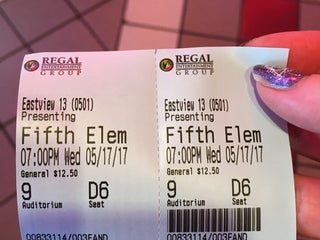 REGAL
ENTERTAINMENT
GROUP
Eastview 13 (0501)
Presenting
Fifth Elem
07:00PM Wed 05/17/17
General $12.50
9 D6
Auditorium Seat
00833114/003EAND
REGAL
ENTERTAINMENT
GROUP
Eastview 13 (0501)
Presenting
Fifth Elem
07:00PM Wed 05/17/17
General $12.50
9 D6
Auditorium Seat
00833114/003EAND